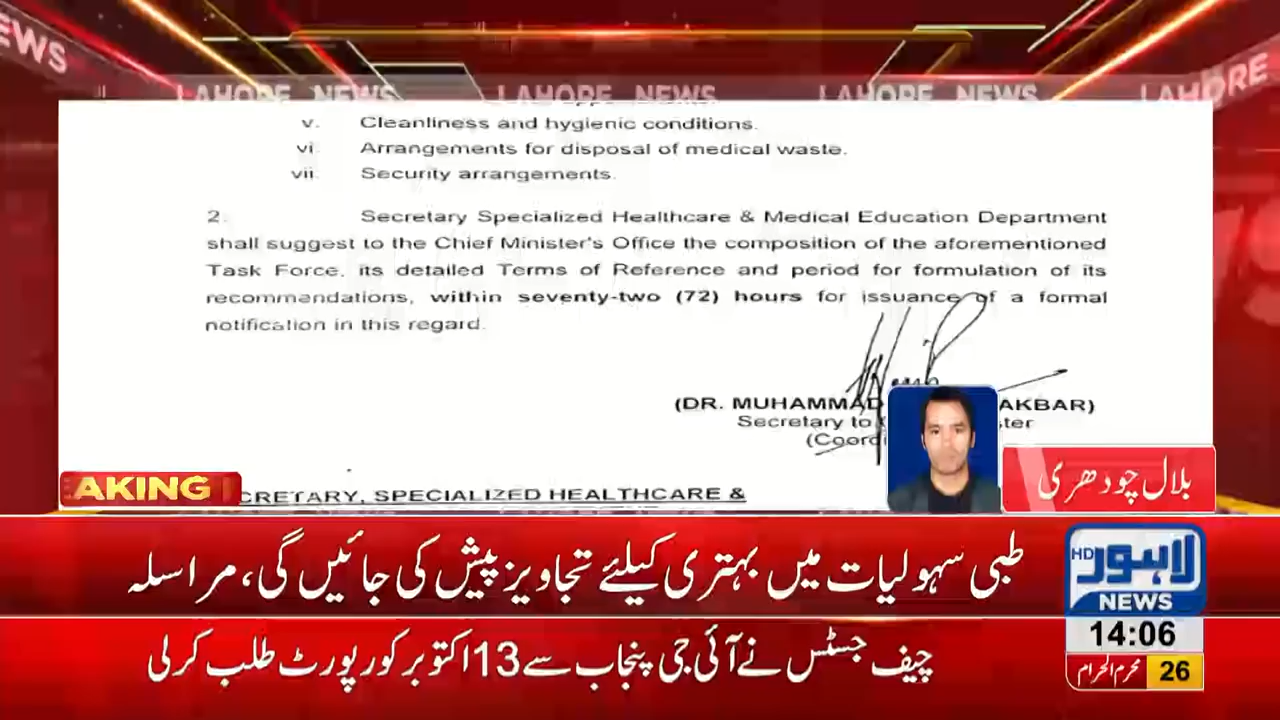 EWS
LAHORE NEWS LAHORE NEWS LAHORE NEWS LAHORE
v. Cleanliness and hygienic conditions.
vi. Arrangements for disposal of medical waste.
vii. Security arrangements.
2. Secretary Specialized Healthcare & Medical Education Department
shall suggest to the Chief Minister's Office the composition of the aforementioned
Task Force, its detailed Terms of Reference and period for formulation of its
recommendations, within seventy-two (72) hours for issuance of a formal
notification in this regard.
(DR. MUHAMMAD AKBAR)
Secretary to
(Coordi
CRETARY, SPECIALIZED HEALTHCARE &
AKING
بلال چودھری
طبی سہولیات میں بہتری کیلئے تجاویز پیش کی جائیں گی، مراسلہ
چیف جسٹس نے آئی جی پنجاب سے 13 اکتوبر کو رپورٹ طلب کرلی
لاہور HD
NEWS
14:06
26 محرم الحرام